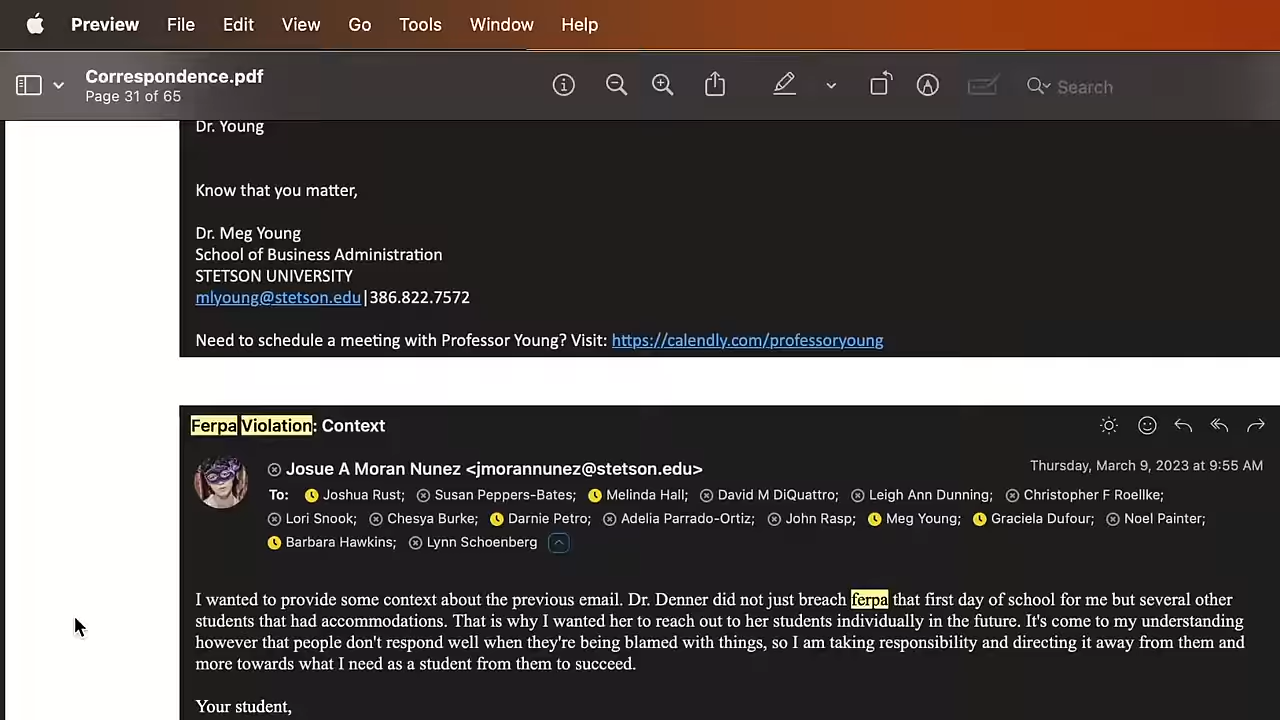 Preview File Edit View Go Tools Window Help
Correspondence.pdf
Page 31 of 65
Search
Dr. Young
Know that you matter,
Dr. Meg Young
School of Business Administration
STETSON UNIVERSITY
mlyoung@stetson.edu|386.822.7572
Need to schedule a meeting with Professor Young? Visit: https://calendly.com/professoryoung
Ferpa Violation: Context
Josue A Moran Nunez <jmorannunez@stetson.edu>
Thursday, March 9, 2023 at 9:55 AM
To: Joshua Rust; Susan Peppers-Bates; Melinda Hall; David M DiQuattro; Leigh Ann Dunning; Christopher F Roellke;
Lori Snook; Chesya Burke; Darnie Petro; Adelia Parrado-Ortiz; John Rasp; Meg Young; Graciela Dufour; Noel Painter;
Barbara Hawkins; Lynn Schoenberg
I wanted to provide some context about the previous email. Dr. Denner did not just breach ferpa that first day of school for me but several other
students that had accommodations. That is why I wanted her to reach out to her students individually in the future. It's come to my understanding
however that people don't respond well when they're being blamed with things, so I am taking responsibility and directing it away from them and
more towards what I need as a student from them to succeed.
Your student,